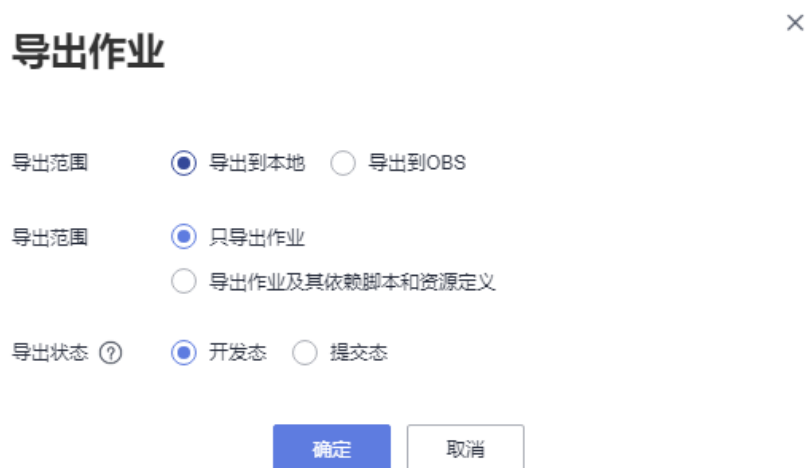 导出作业
导出范围 导出到本地 导出到OBS
导出范围 只导出作业
导出作业及其依赖脚本和资源定义
导出状态 ? 开发态 提交态
确定 取消